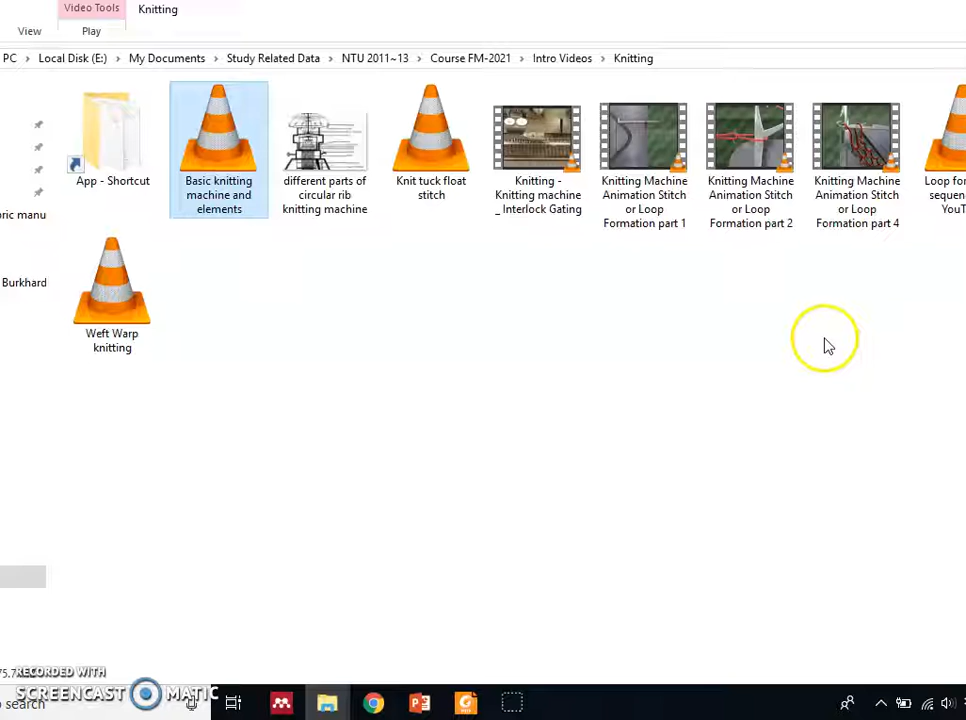 Video Tools
Knitting
View
Play
PC › Local Disk (E:) › My Documents › Study Related Data › NTU 2011~13 › Course FM-2021 › Intro Videos › Knitting
App - Shortcut
Basic knitting
machine and
elements
different parts of
circular rib
knitting machine
Knit tuck float
stitch
Knitting -
Knitting machine
_ Interlock Gating
Knitting Machine
Animation Stitch
or Loop
Formation part 1
Knitting Machine
Animation Stitch
or Loop
Formation part 2
Knitting Machine
Animation Stitch
or Loop
Formation part 4
Loop for
sequen
YouT
oric manu
Burkhard
Weft Warp
knitting
RECORDED WITH
SCREENCAST MATIC
o search